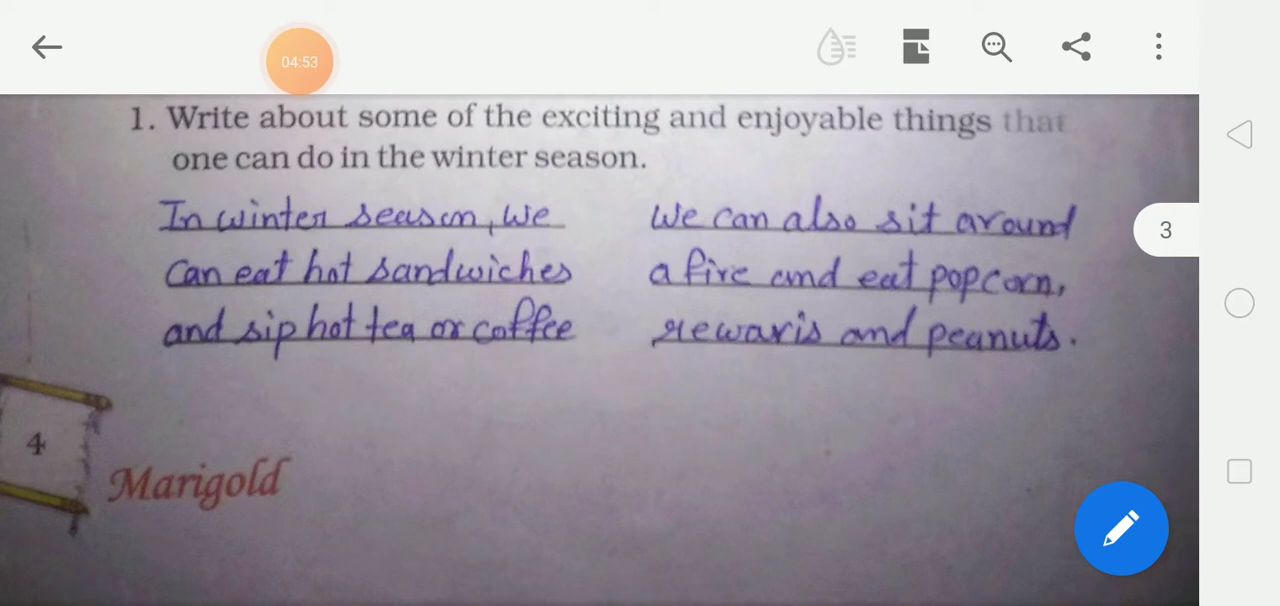 04:53
1. Write about some of the exciting and enjoyable things that
one can do in the winter season.
In winter season, we
can eat hot sandwiches
and sip hot tea or coffee
We can also sit around
a fire and eat popcorn,
rewaris and peanuts.
3
4
Marigold